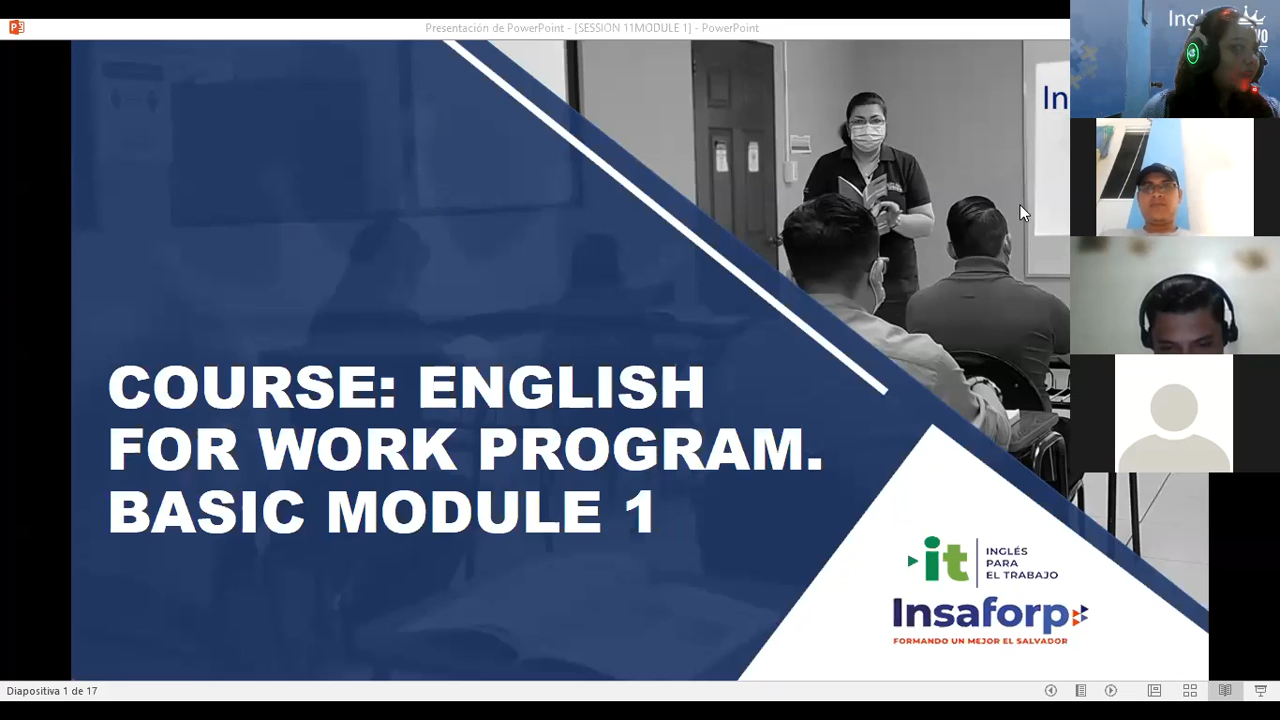 Presentación de PowerPoint - [SESSION 11MODULE 1] - PowerPoint
In
COURSE: ENGLISH
FOR WORK PROGRAM.
BASIC MODULE 1
it
INGLÉS
PARA
EL TRABAJO
Insaforp
FORMANDO UN MEJOR EL SALVADOR
Diapositiva 1 de 17